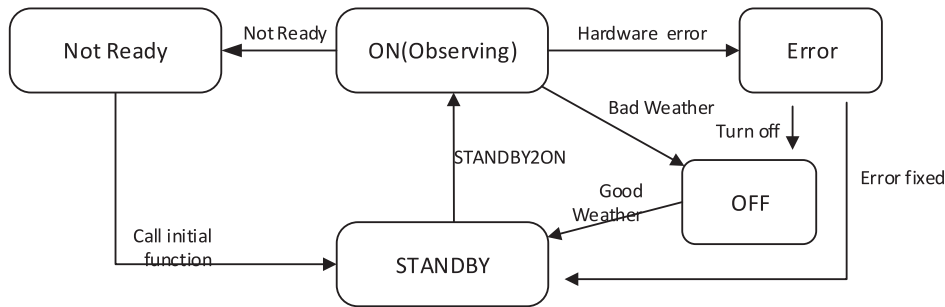 Not Ready
Not Ready
ON(Observing)
Hardware error
Error
Bad Weather
Turn off
STANDBY2ON
Error fixed
Good
Weather
OFF
Call initial
function
STANDBY